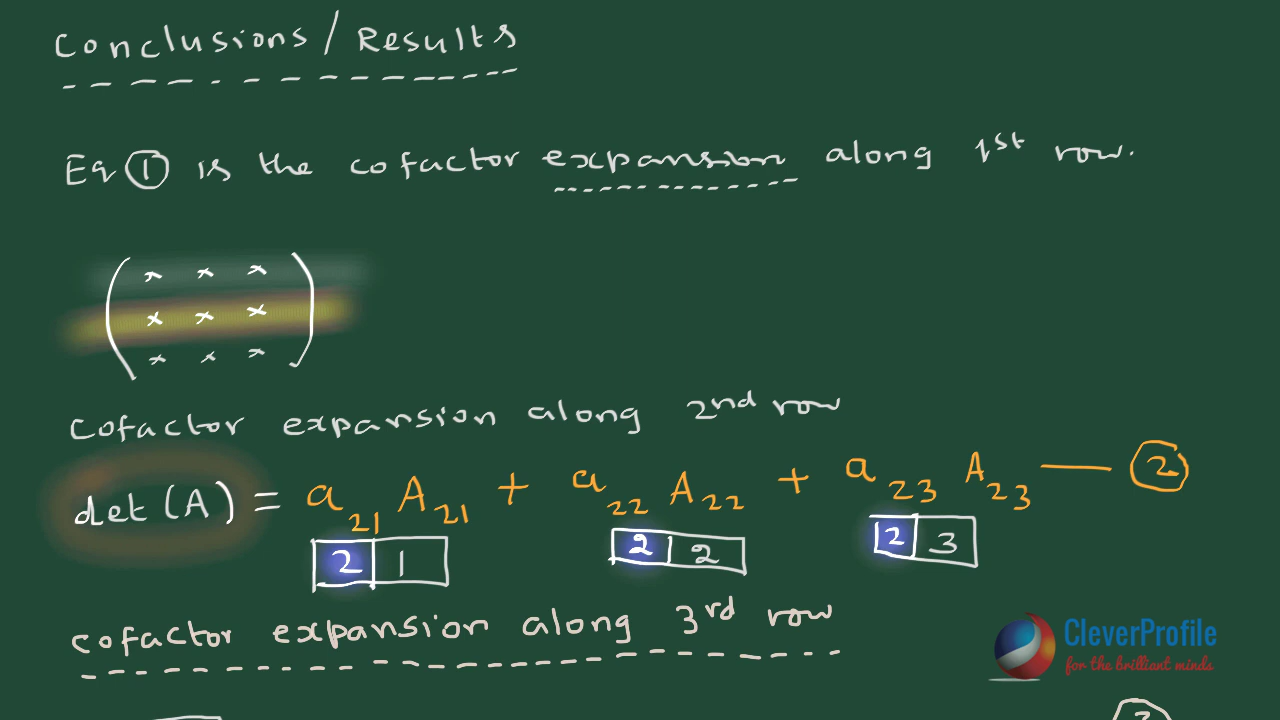 Conclusions/Results
Eq ① is the cofactor expansion along 1st row.
x x x
x x x
x x x
Cofactor expansion along 2nd row
det(A) = a21 A21 + a22 A22 + a23 A23 — ②
2 1 2 2 2 3
cofactor expansion along 3rd row
CleverProfile
for the brilliant minds